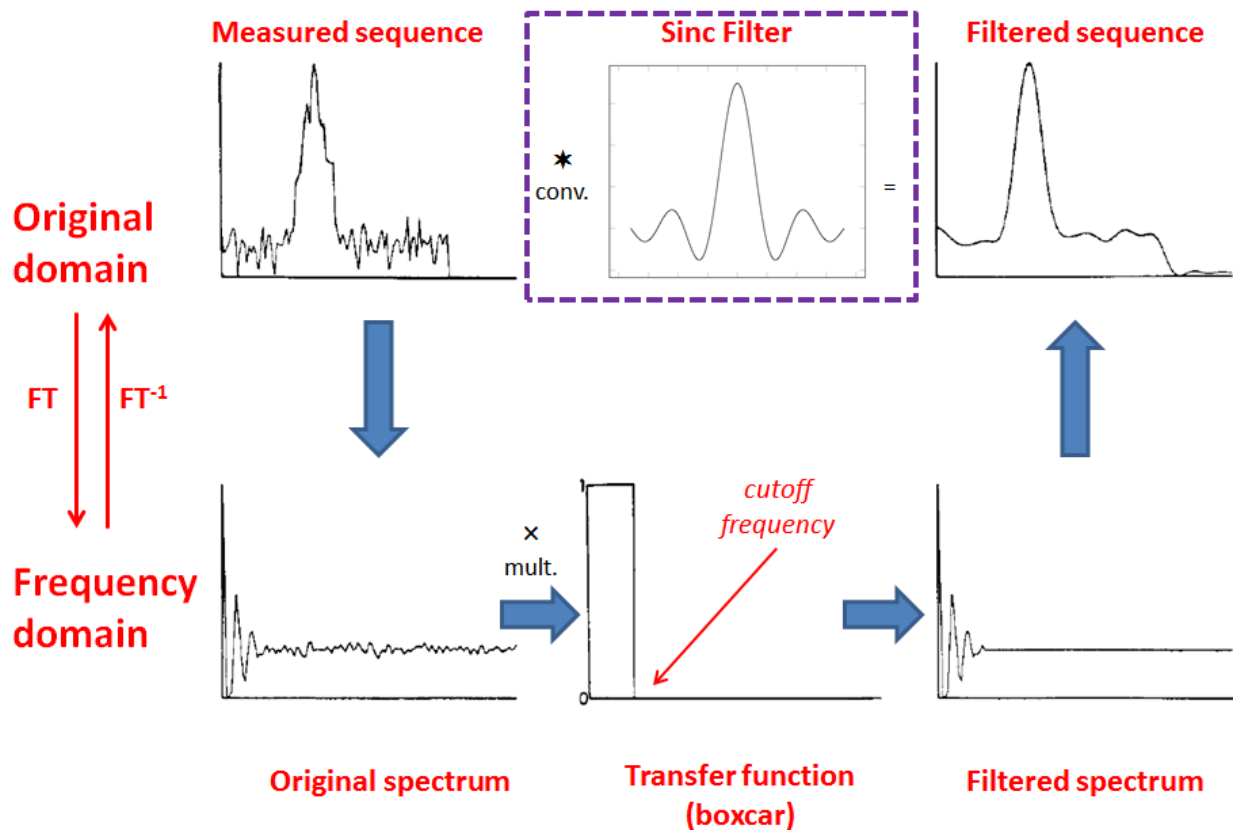 Measured sequence
Sinc Filter
Filtered sequence
✶
conv.
=
Original
domain
FT
FT-1
Frequency
domain
×
mult.
1
0
cutoff
frequency
Original spectrum
Transfer function
(boxcar)
Filtered spectrum